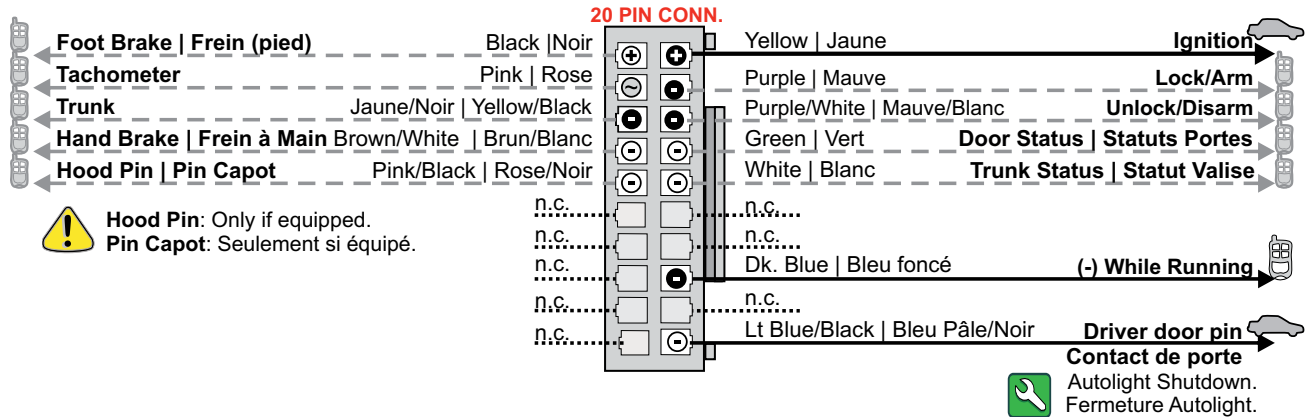 20 PIN CONN.
Foot Brake | Frein (pied) Black |Noir
Tachometer Pink | Rose
Trunk Jaune/Noir | Yellow/Black
Hand Brake | Frein à Main Brown/White | Brun/Blanc
Hood Pin | Pin Capot Pink/Black | Rose/Noir
n.c.
n.c.
n.c.
n.c.
n.c.
Hood Pin: Only if equipped.
Pin Capot: Seulement si équipé.
Yellow | Jaune Ignition
Purple | Mauve Lock/Arm
Purple/White | Mauve/Blanc Unlock/Disarm
Green | Vert Door Status | Statuts Portes
White | Blanc Trunk Status | Statut Valise
n.c.
n.c.
Dk. Blue | Bleu foncé (-) While Running
n.c.
Lt Blue/Black | Bleu Pâle/Noir Driver door pin
Contact de porte
Autolight Shutdown.
Fermeture Autolight.